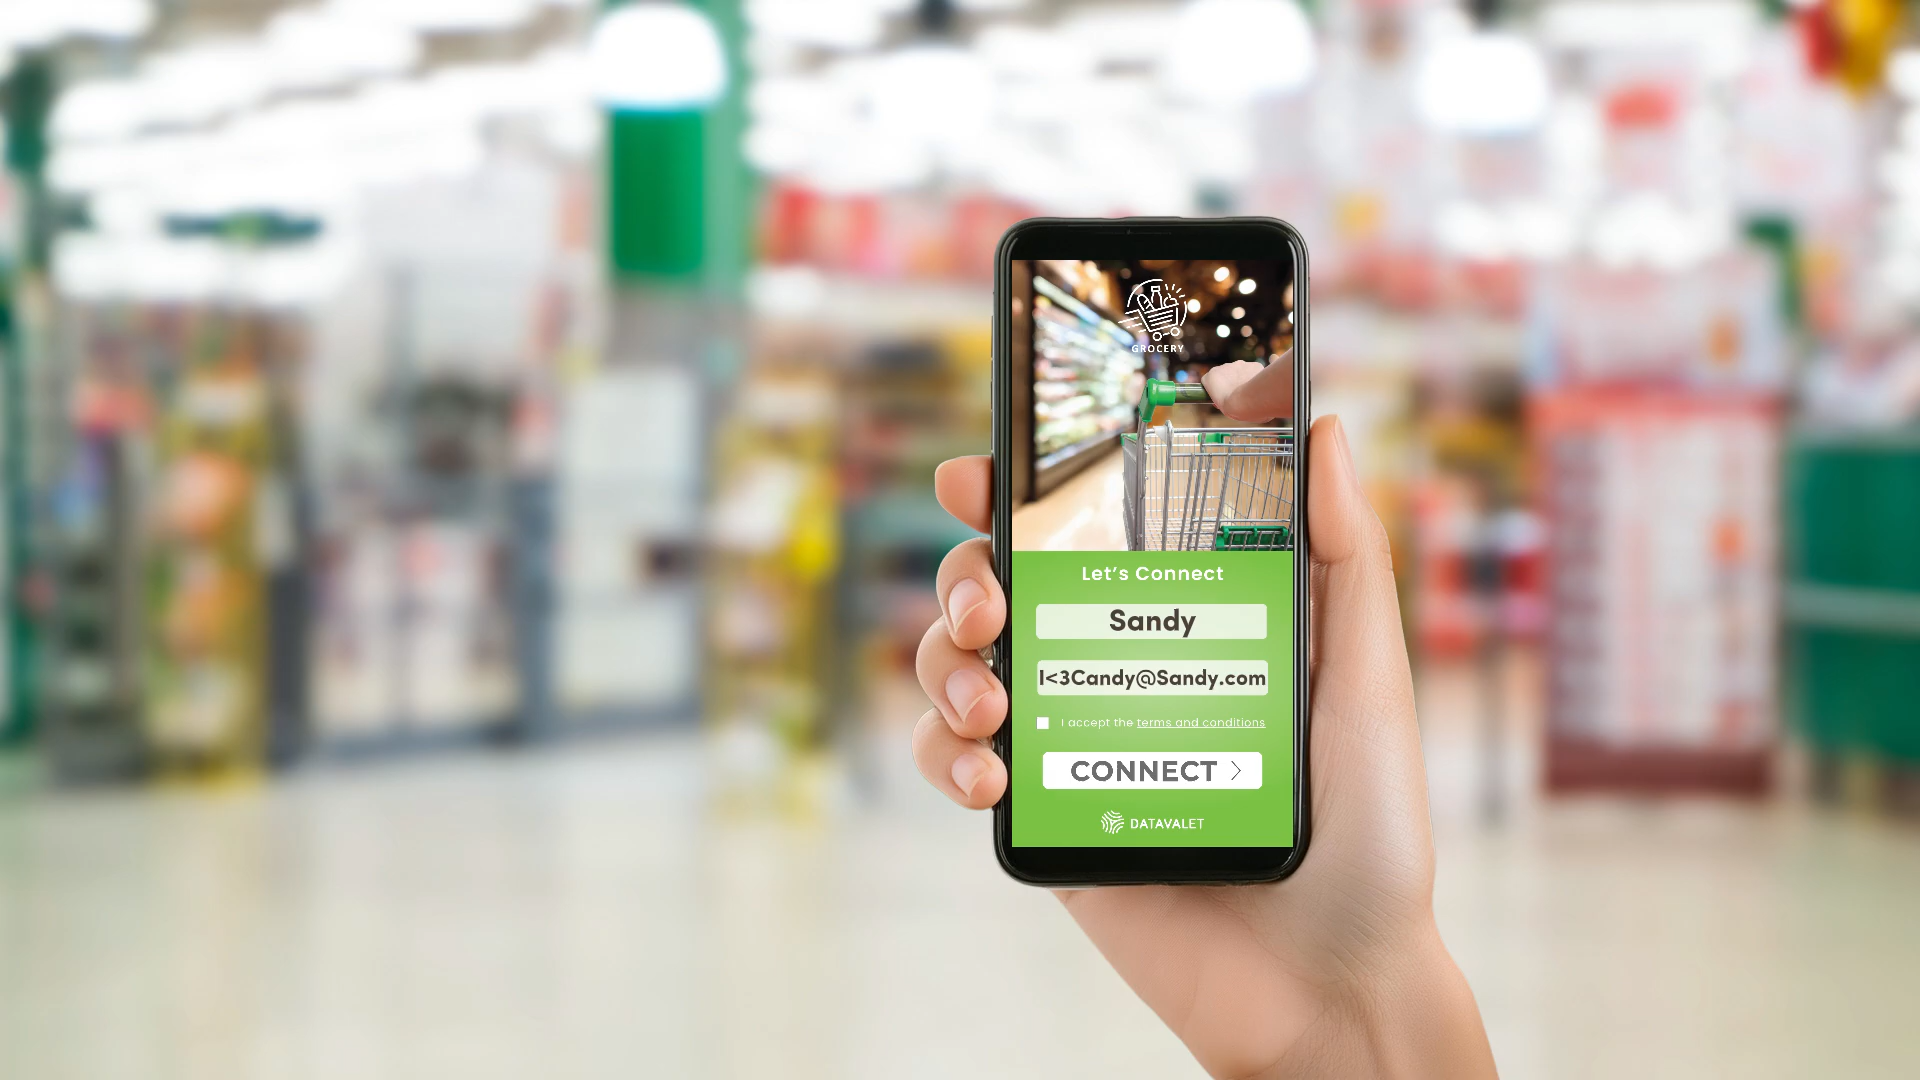 GROCERY
Let's Connect
Sandy
I<3Candy@Sandy.com
I accept the terms and conditions
CONNECT >
DATAVALET